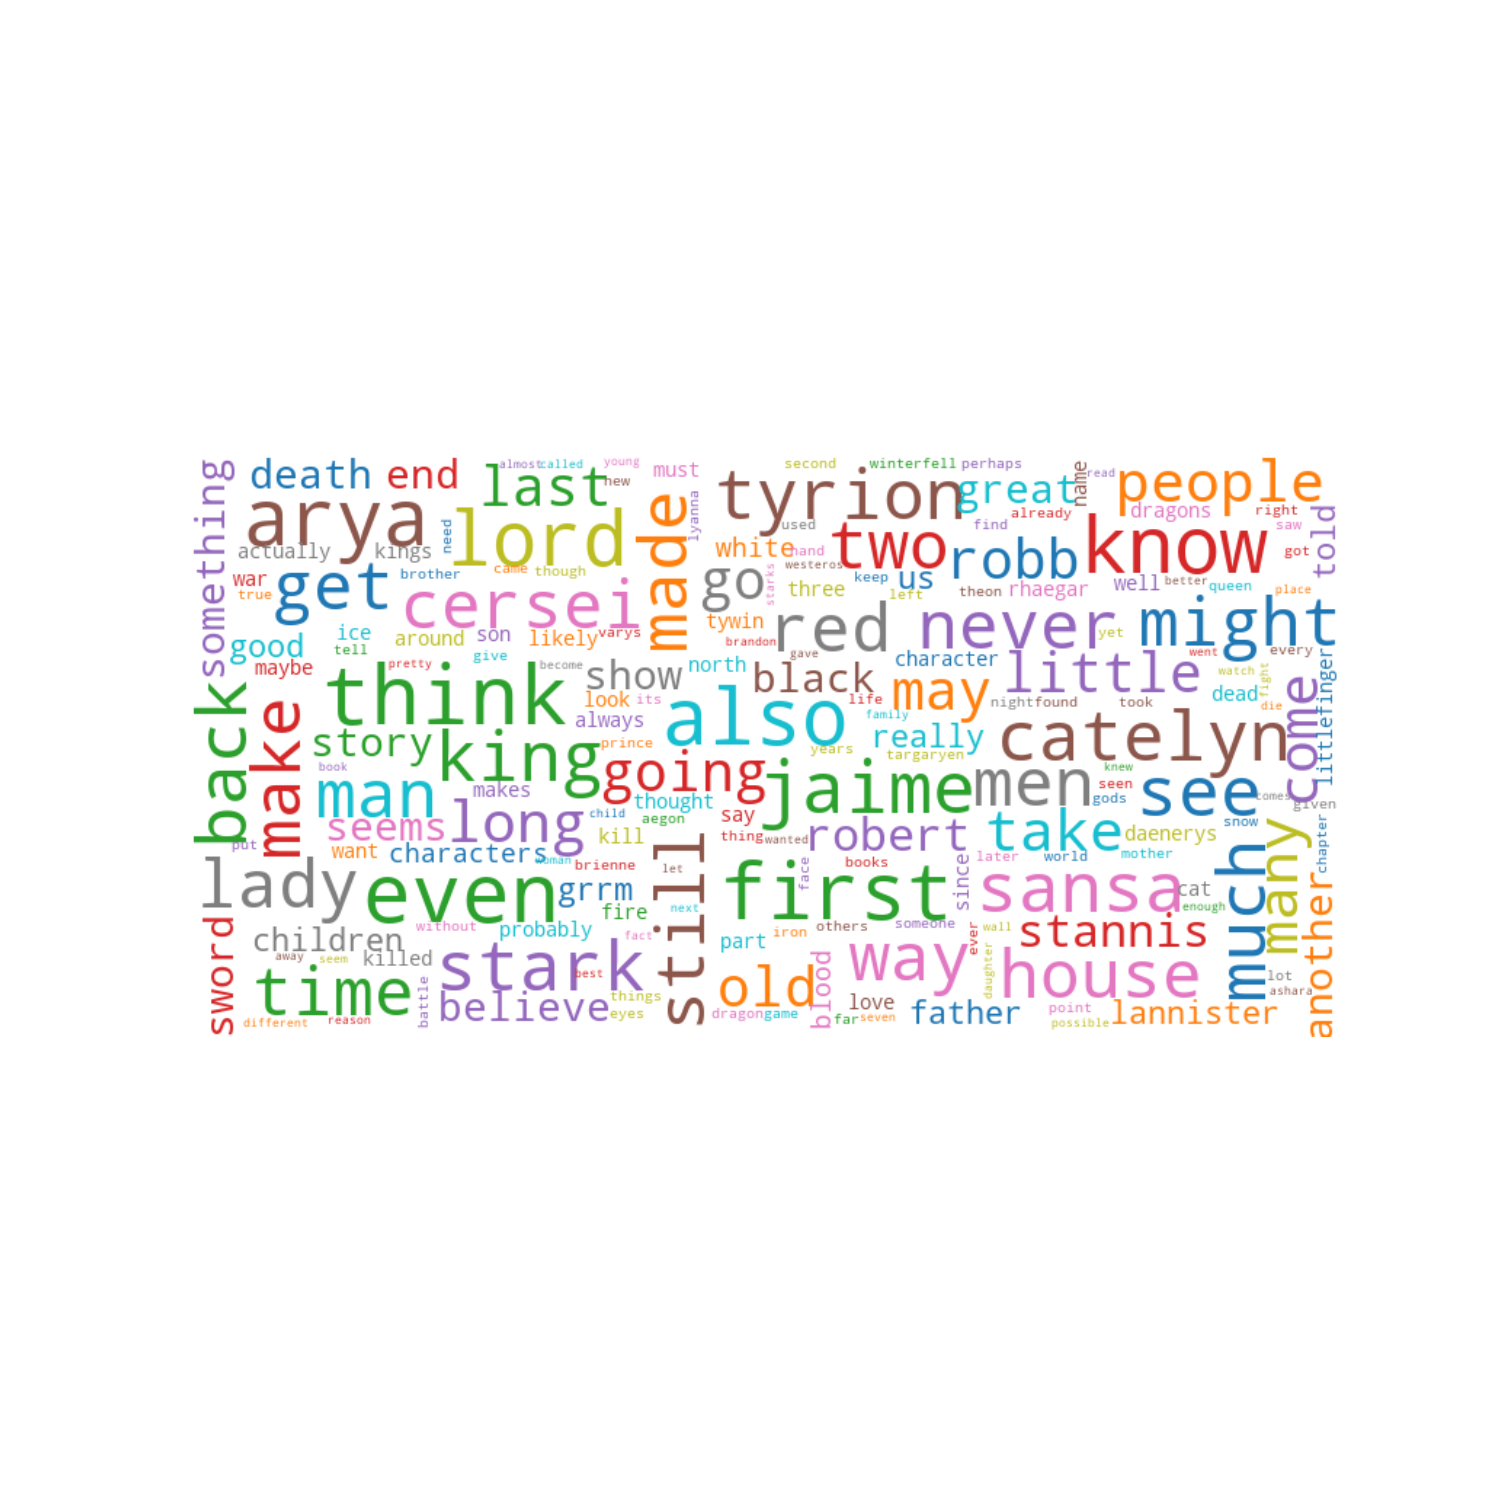 something
death
end
almost
called
young
last
new
must
second
winterfell
perhaps
tyrion
great
name
read
people
arya
lord
made
lyanna
used
already
find
dragons
right
saw
told
actually
kings
need
white
hand
two
robb
know
got
war
true
get
brother
came
though
westeros
starks
go
three
keep
us
left
theon
rhaegar
well
better
queen
place
cersei
tywin
brandon
red
never
yet
might
good
ice
tell
around
son
likely
varys
maybe
pretty
give
become
show
north
gave
black
character
little
went
every
watch
fight
die
dead
littlefinger
back
make
think
look
its
always
also
life
may
night
found
took
come
family
really
catelyn
story
king
prince
years
targaryen
book
going
jaime
men
knew
seen
gods
see
comes
given
man
makes
thought
aegon
long
child
seems
kill
say
thing
wanted
robert
take
daenerys
snow
chapter
many
put
want
characters
woman
brienne
let
face
books
since
later
world
mother
much
lady
even
grrm
fire
next
still
first
sansa
cat
enough
another
sword
children
away
seem
killed
without
probably
fact
part
iron
others
someone
ever
wall
stannis
time
battle
stark
best
old
blood
way
daughter
house
lot
ashara
different
reason
believe
things
eyes
dragon
game
love
far
seven
father
point
possible
lannister